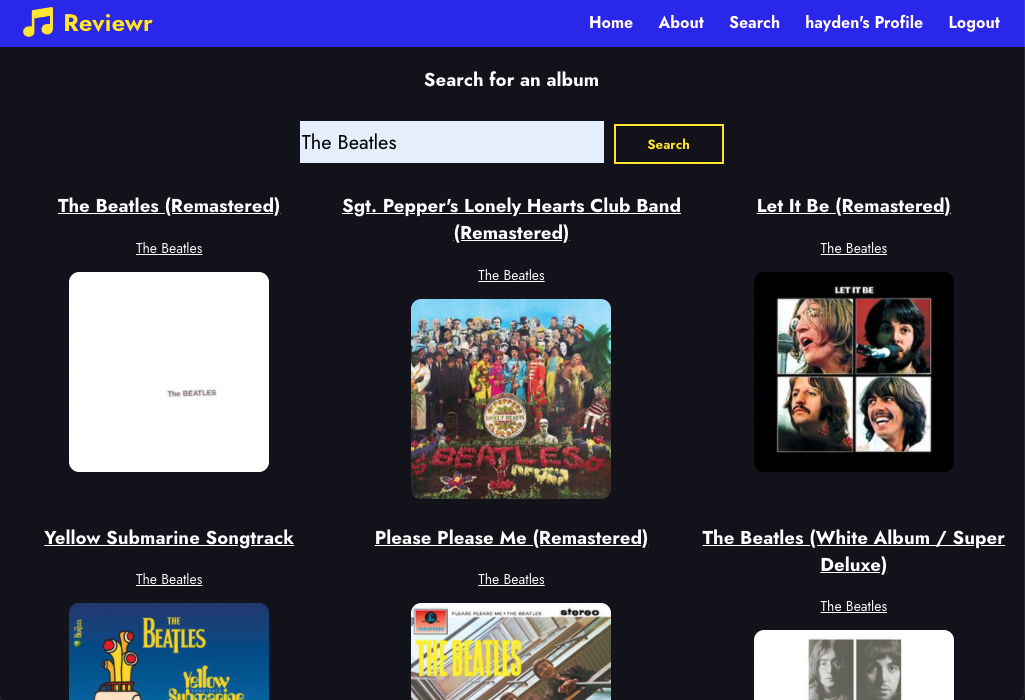 Reviewr
Home About Search hayden's Profile Logout
Search for an album
The Beatles
Search
The Beatles (Remastered)
The Beatles
The BEATLES
Sgt. Pepper's Lonely Hearts Club Band
(Remastered)
The Beatles
LONELY HEARTS
BEATLES
Let It Be (Remastered)
The Beatles
LET IT BE
Yellow Submarine Songtrack
The Beatles
THE
BEATLES
Yellow
SONGTRACK
Submarine
Please Please Me (Remastered)
The Beatles
PLEASE PLEASE ME • THE BEATLES
stereo
THE BEATLES
The Beatles (White Album / Super
Deluxe)
The Beatles